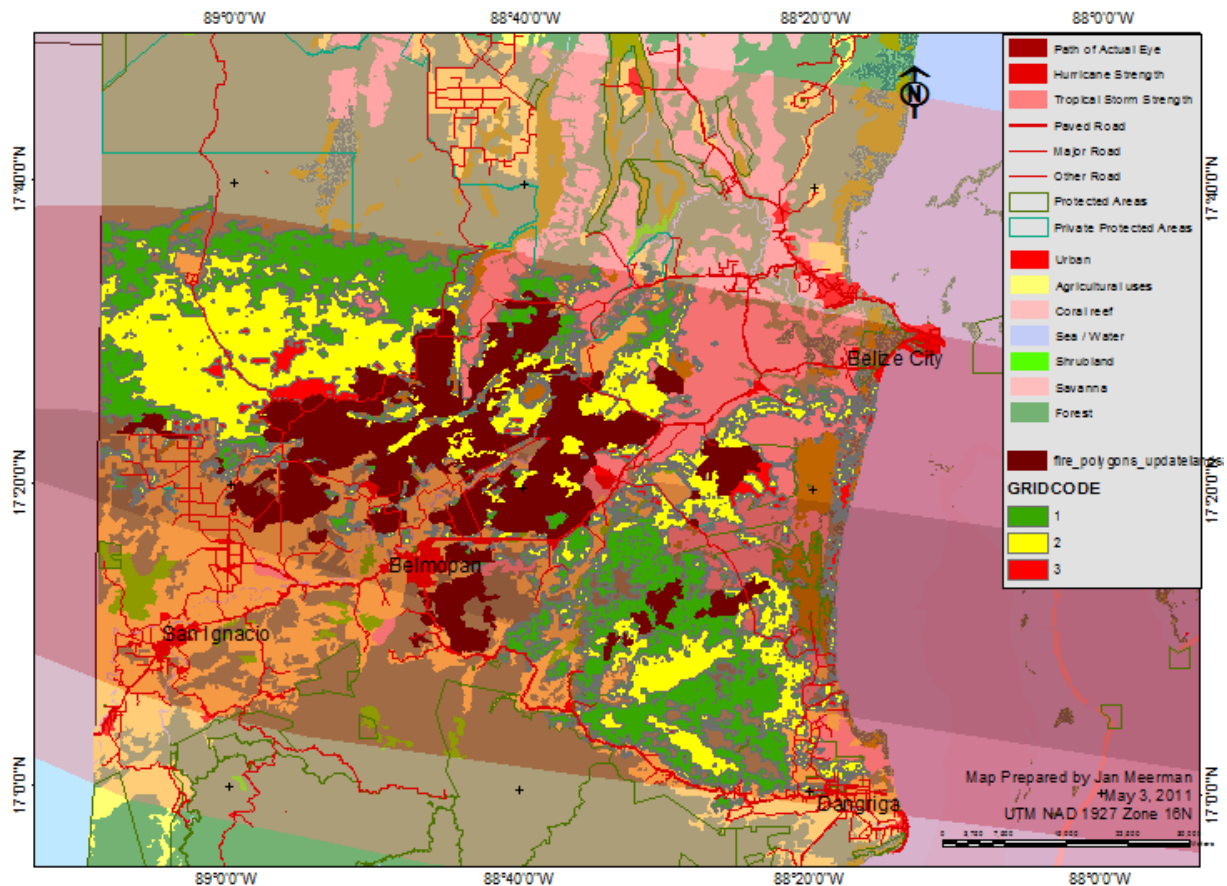 89°0'0"W
88°40'0"W
88°20'0"W
88°0'0"W
17°40'0"N
17°20'0"N
17°0'0"N
Path of Actual Eye
Hurricane Strength
Tropical Storm Strength
Paved Road
Major Road
Other Road
Protected Areas
Private Protected Areas
Urban
Agricultural uses
Coral reef
Sea / Water
Shrubland
Savanna
Forest
GRIDCODE
1
2
3
N
Belize City
Belmopan
San Ignacio
Dangriga
Map Prepared by Jan Meerman
May 3, 2011
UTM NAD 1927 Zone 16N
17°40'0"N
17°20'0"N
17°0'0"N
89°0'0"W
88°40'0"W
88°20'0"W
88°0'0"W